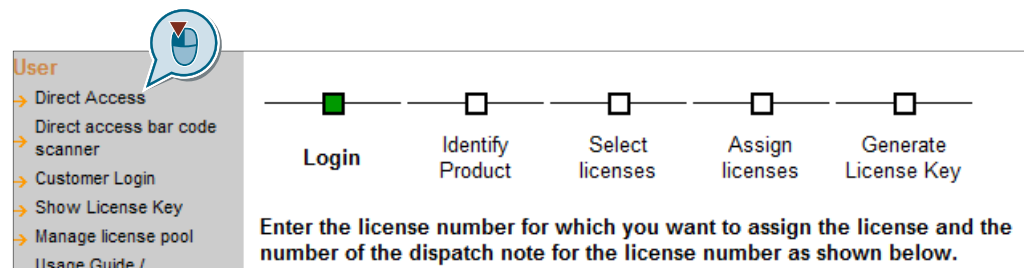 User
Direct Access
Direct access bar code
scanner
Customer Login
Show License Key
Manage license pool
Usage Guide /
Login
Identify
Product
Select
licenses
Assign
licenses
Generate
License Key
Enter the license number for which you want to assign the license and the
number of the dispatch note for the license number as shown below.